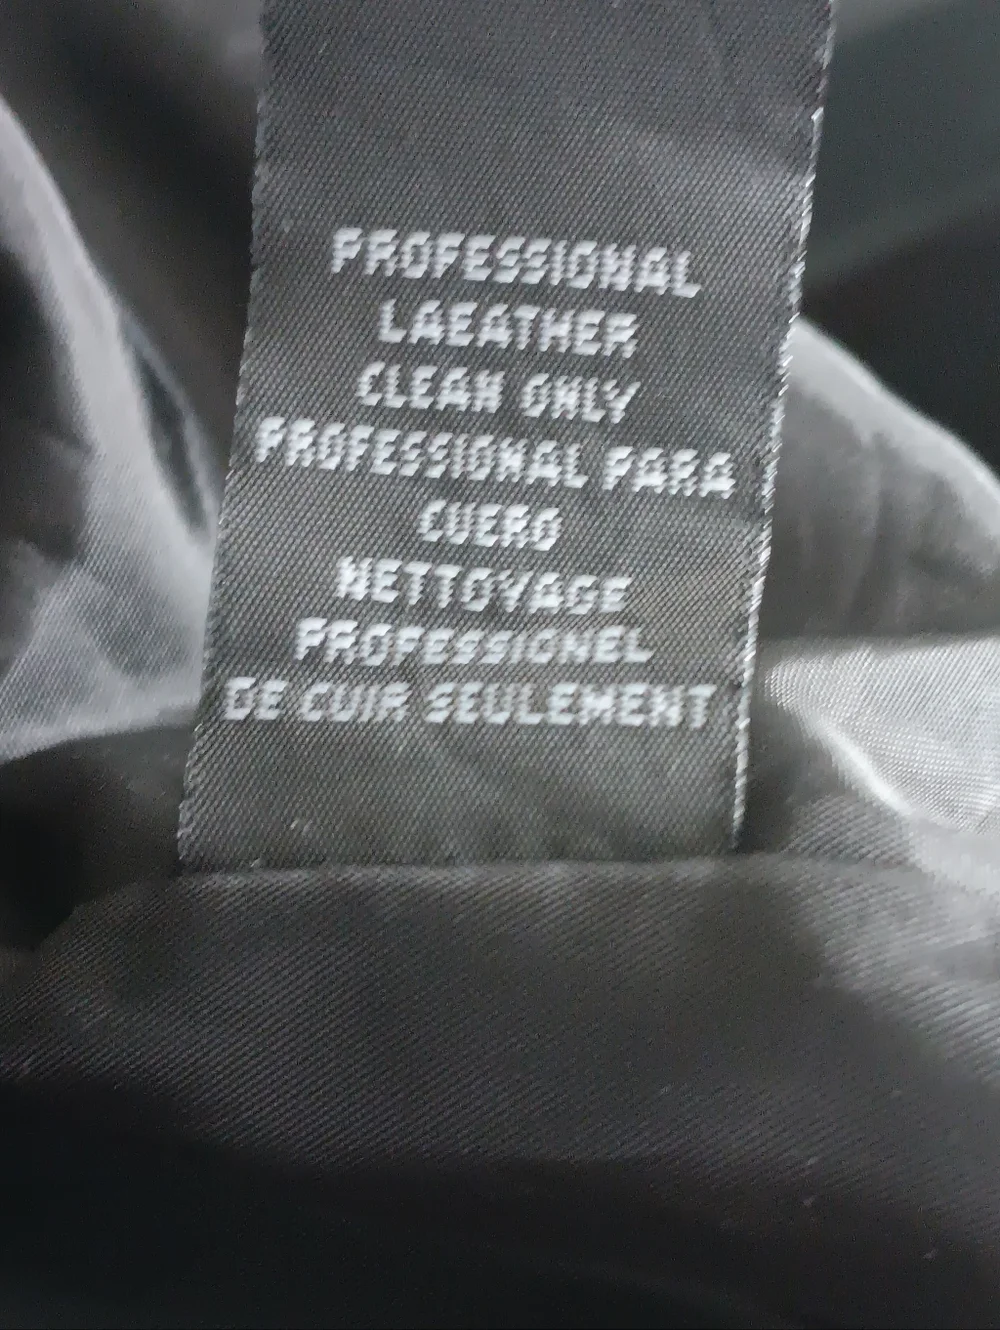 PROFESSIONAL
LAEATHER
CLEAN ONLY
PROFESSIONAL PARA
CUERO
NETTOYAGE
PROFESSIONEL
DE CUIR SEULEMENT